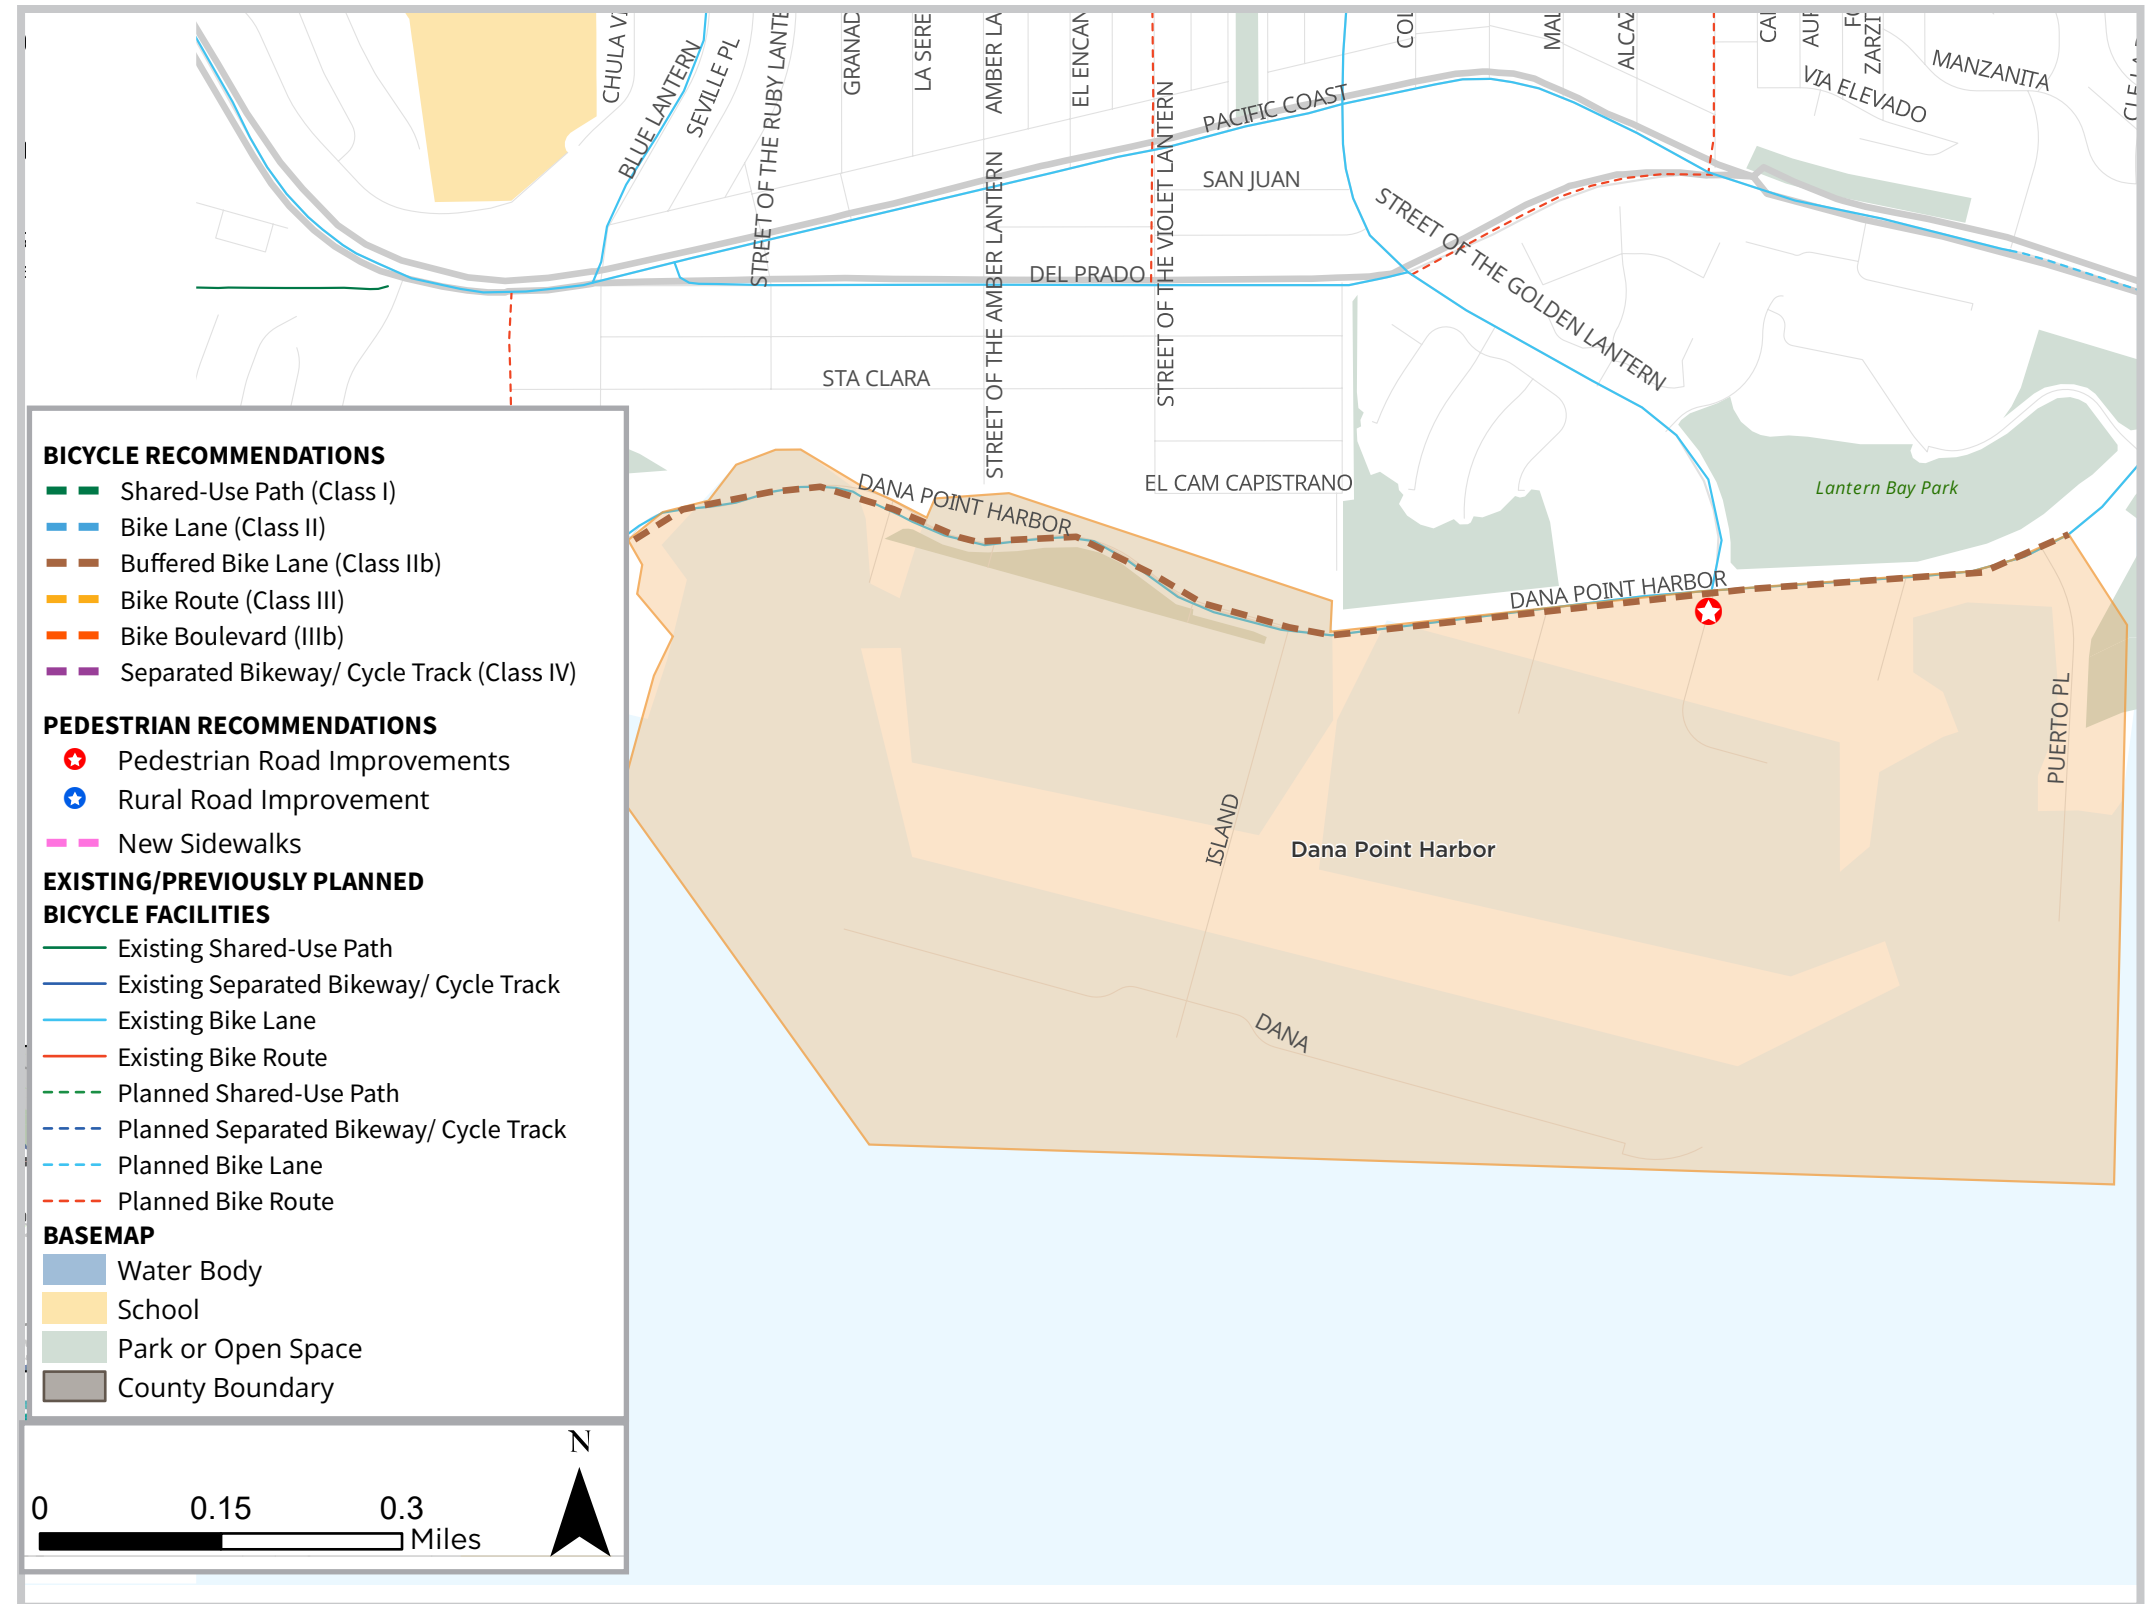 CHULA
BLUE LANTERN
SEVILLE PL
STREET OF THE RUBY LANTE
GRANAD
LA SERE
AMBER LA
EL ENCAN
COL
MAL
ALCAZ
CAI
AUR
ZARZIT
VIA ELEVADO
MANZANITA
PACIFIC COAST
SAN JUAN
STREET OF THE AMBER LANTERN
STREET OF THE VIOLET LANTERN
STREET OF THE GOLDEN LANTERN
DEL PRADO
STA CLARA
EL CAM CAPISTRANO
DANA POINT HARBOR
Lantern Bay Park
DANA POINT HARBOR
PUERTO PL
ISLAND
Dana Point Harbor
DANA
BICYCLE RECOMMENDATIONS
Shared-Use Path (Class I)
Bike Lane (Class II)
Buffered Bike Lane (Class IIb)
Bike Route (Class III)
Bike Boulevard (IIIb)
Separated Bikeway/ Cycle Track (Class IV)
PEDESTRIAN RECOMMENDATIONS
Pedestrian Road Improvements
Rural Road Improvement
New Sidewalks
EXISTING/PREVIOUSLY PLANNED
BICYCLE FACILITIES
Existing Shared-Use Path
Existing Separated Bikeway/ Cycle Track
Existing Bike Lane
Existing Bike Route
Planned Shared-Use Path
Planned Separated Bikeway/ Cycle Track
Planned Bike Lane
Planned Bike Route
BASEMAP
Water Body
School
Park or Open Space
County Boundary
N
0 0.15 0.3
Miles